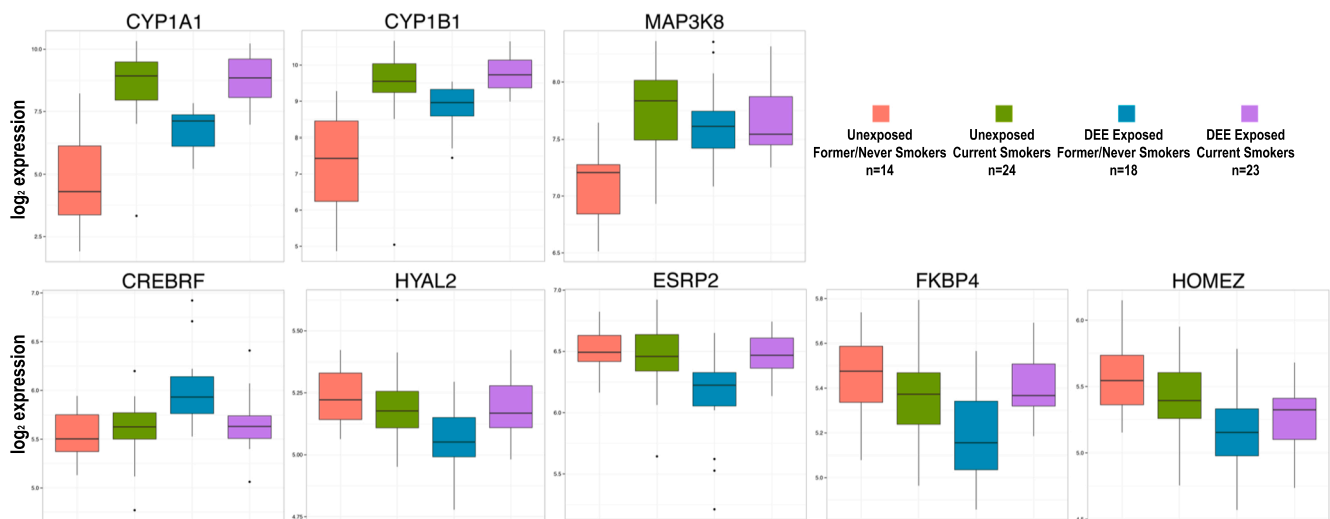 CYP1A1
CYP1B1
MAP3K8
log₂ expression
10.0
7.5
5.0
2.5
10
9
8
7
6
5
8.0
7.5
7.0
6.5
Unexposed
Former/Never Smokers
n=14
Unexposed
Current Smokers
n=24
DEE Exposed
Former/Never Smokers
n=18
DEE Exposed
Current Smokers
n=23
CREBRF
HYAL2
ESRP2
FKBP4
HOMEZ
log₂ expression
7.0
6.5
6.0
5.5
5.0
5.50
5.25
5.00
4.75
7.0
6.5
6.0
5.5
5.8
5.6
5.4
5.2
5.0
6.0
5.5
5.0